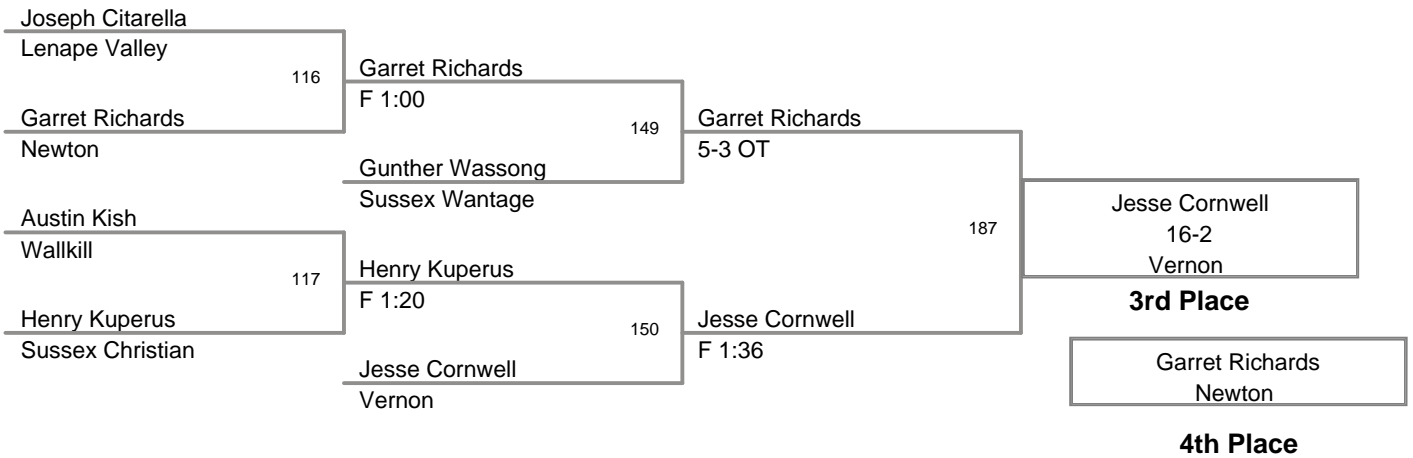 Joseph Citarella
Lenape Valley
116
Garret Richards
Newton
Garret Richards
F 1:00
149
Gunther Wassong
Sussex Wantage
Austin Kish
Wallkill
117
Henry Kuperus
Sussex Christian
Henry Kuperus
F 1:20
150
Jesse Cornwell
Vernon
Garret Richards
5-3 OT
187
Jesse Cornwell
F 1:36
Jesse Cornwell
16-2
Vernon
3rd Place
Garret Richards
Newton
4th Place